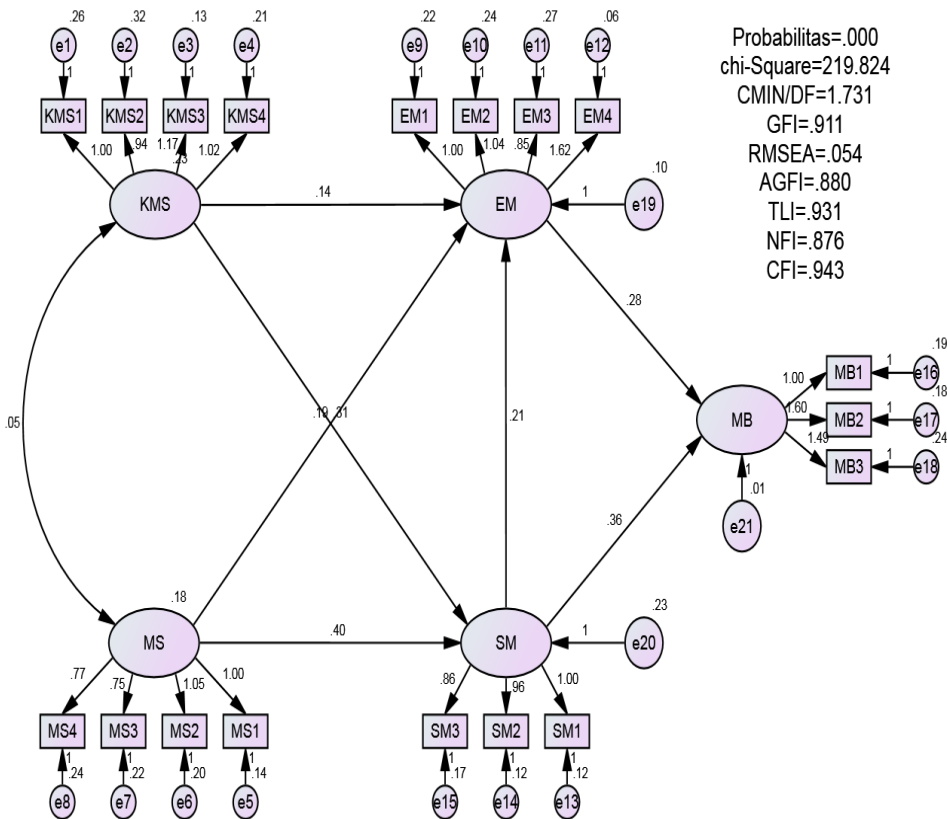 .26 .32 .13 .21
e1 e2 e3 e4
1 1 1 1
KMS1 KMS2 KMS3 KMS4
1.00 .94 1.17 1.02
.23
KMS
.22 .24 .27 .06
e9 e10 e11 e12
1 1 1 1
EM1 EM2 EM3 EM4
1.00 1.04 .85 1.62
EM
.10
1 e19
Probabilitas=.000
chi-Square=219.824
CMIN/DF=1.731
GFI=.911
RMSEA=.054
AGFI=.880
TLI=.931
NFI=.876
CFI=.943
.14
.28
.05
.19 .31
.21
.36
.40
MB
1.00 MB1 1 e16 .19
1.60 MB2 1 e17 .18
1.49 MB3 1 e18 .24
1
.01
e21
.18
MS
.77 .75 1.05 1.00
MS4 MS3 MS2 MS1
1 1 1 1
.24 .22 .20 .14
e8 e7 e6 e5
SM
.23
1 e20
.86 .96 1.00
SM3 SM2 SM1
1 1 1
.17 .12 .12
e15 e14 e13